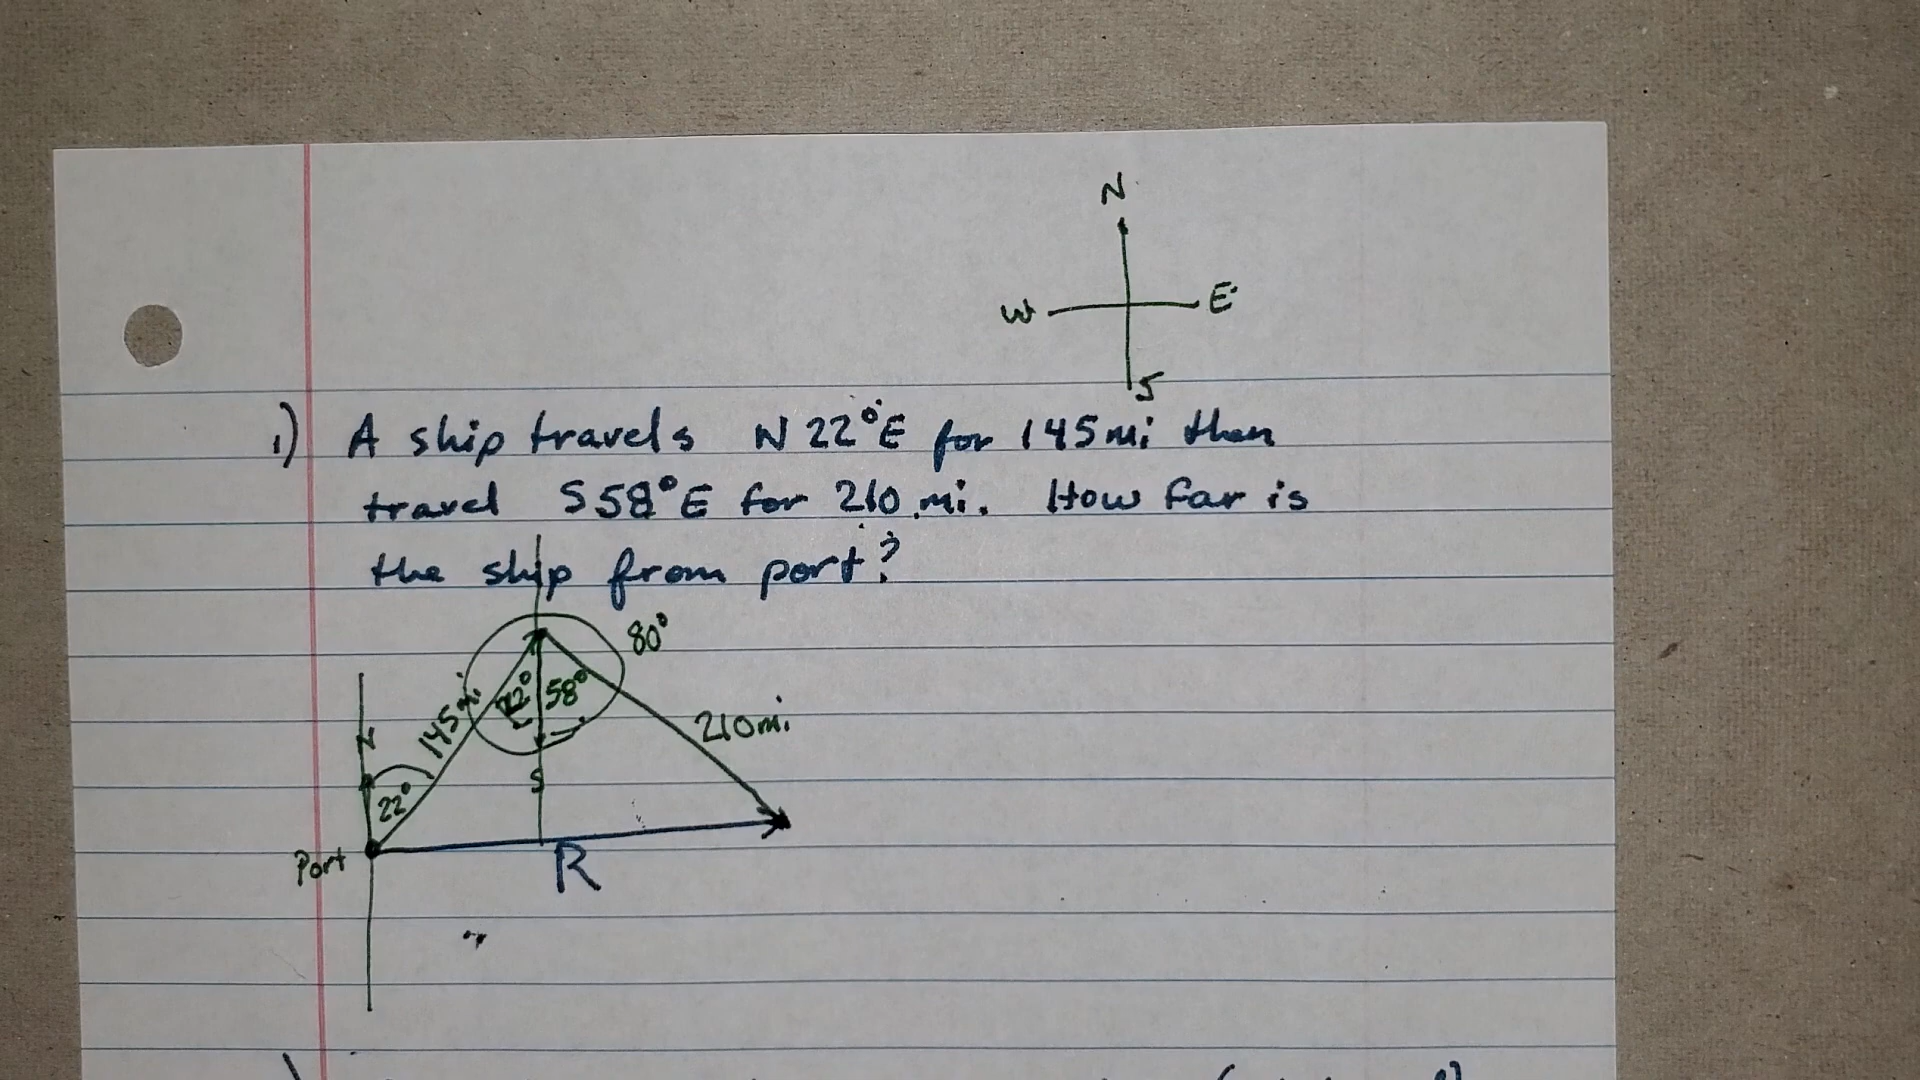 N
W E
S
1) A ship travels N 22° E for 145 mi then
travel S 58° E for 210 mi. How far is
the ship from port?
80°
22° 58°
145 mi
210 mi
N
S
22°
Port
R